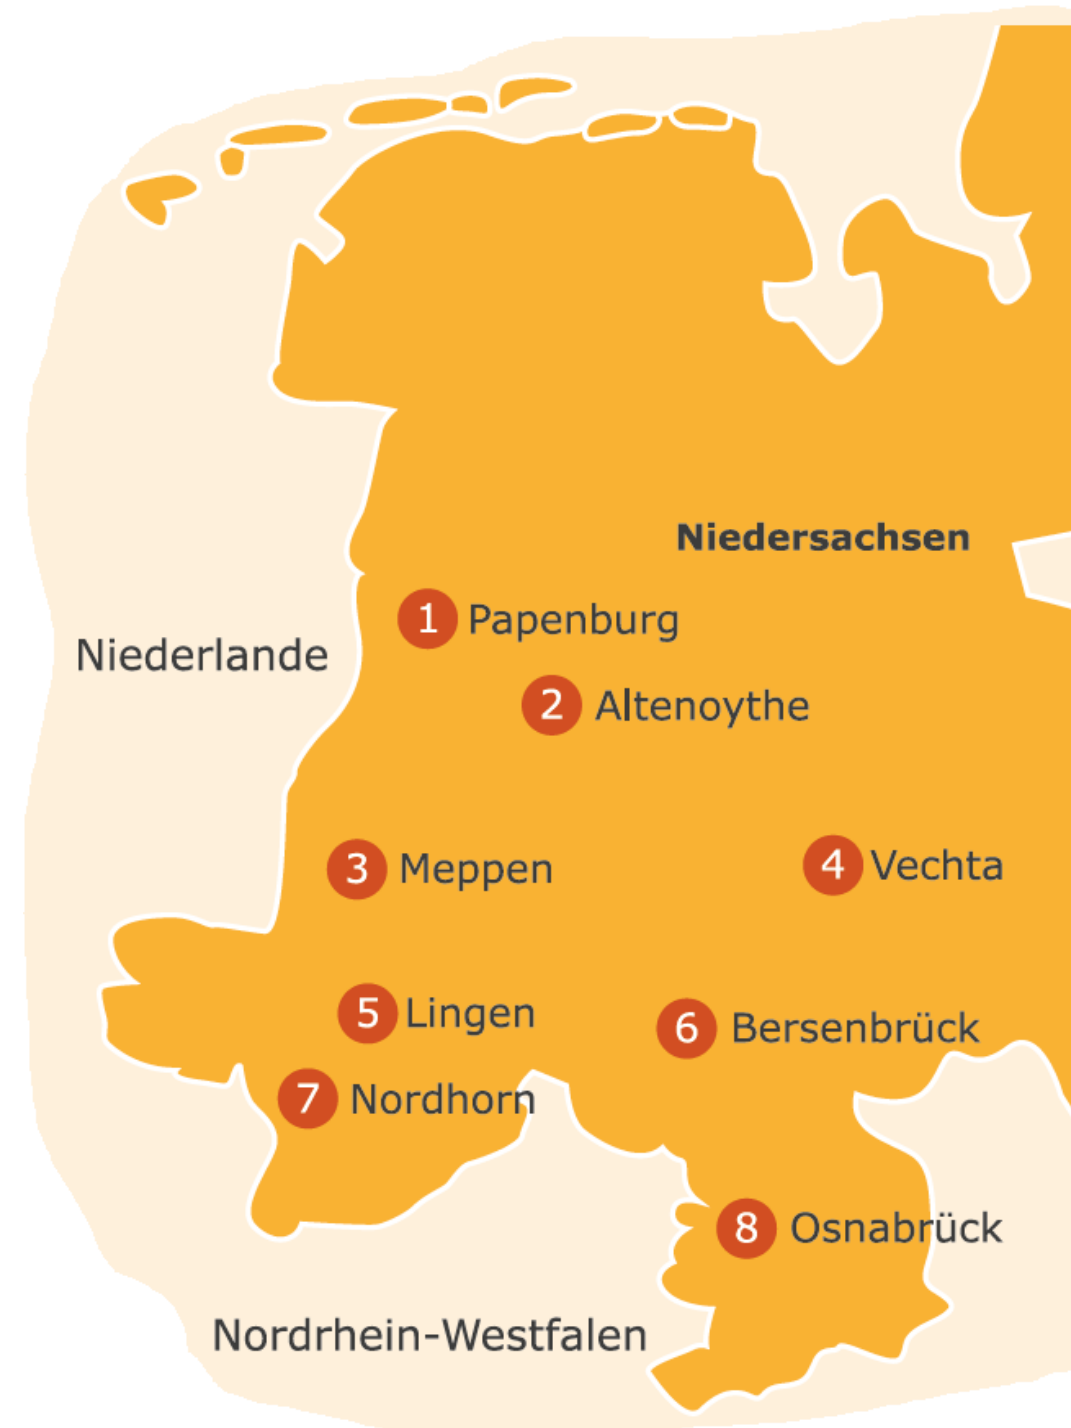 Niedersachsen
1 Papenburg
Niederlande
2 Altenoythe
3 Meppen
4 Vechta
5 Lingen
6 Bersenbrück
7 Nordhorn
8 Osnabrück
Nordrhein-Westfalen